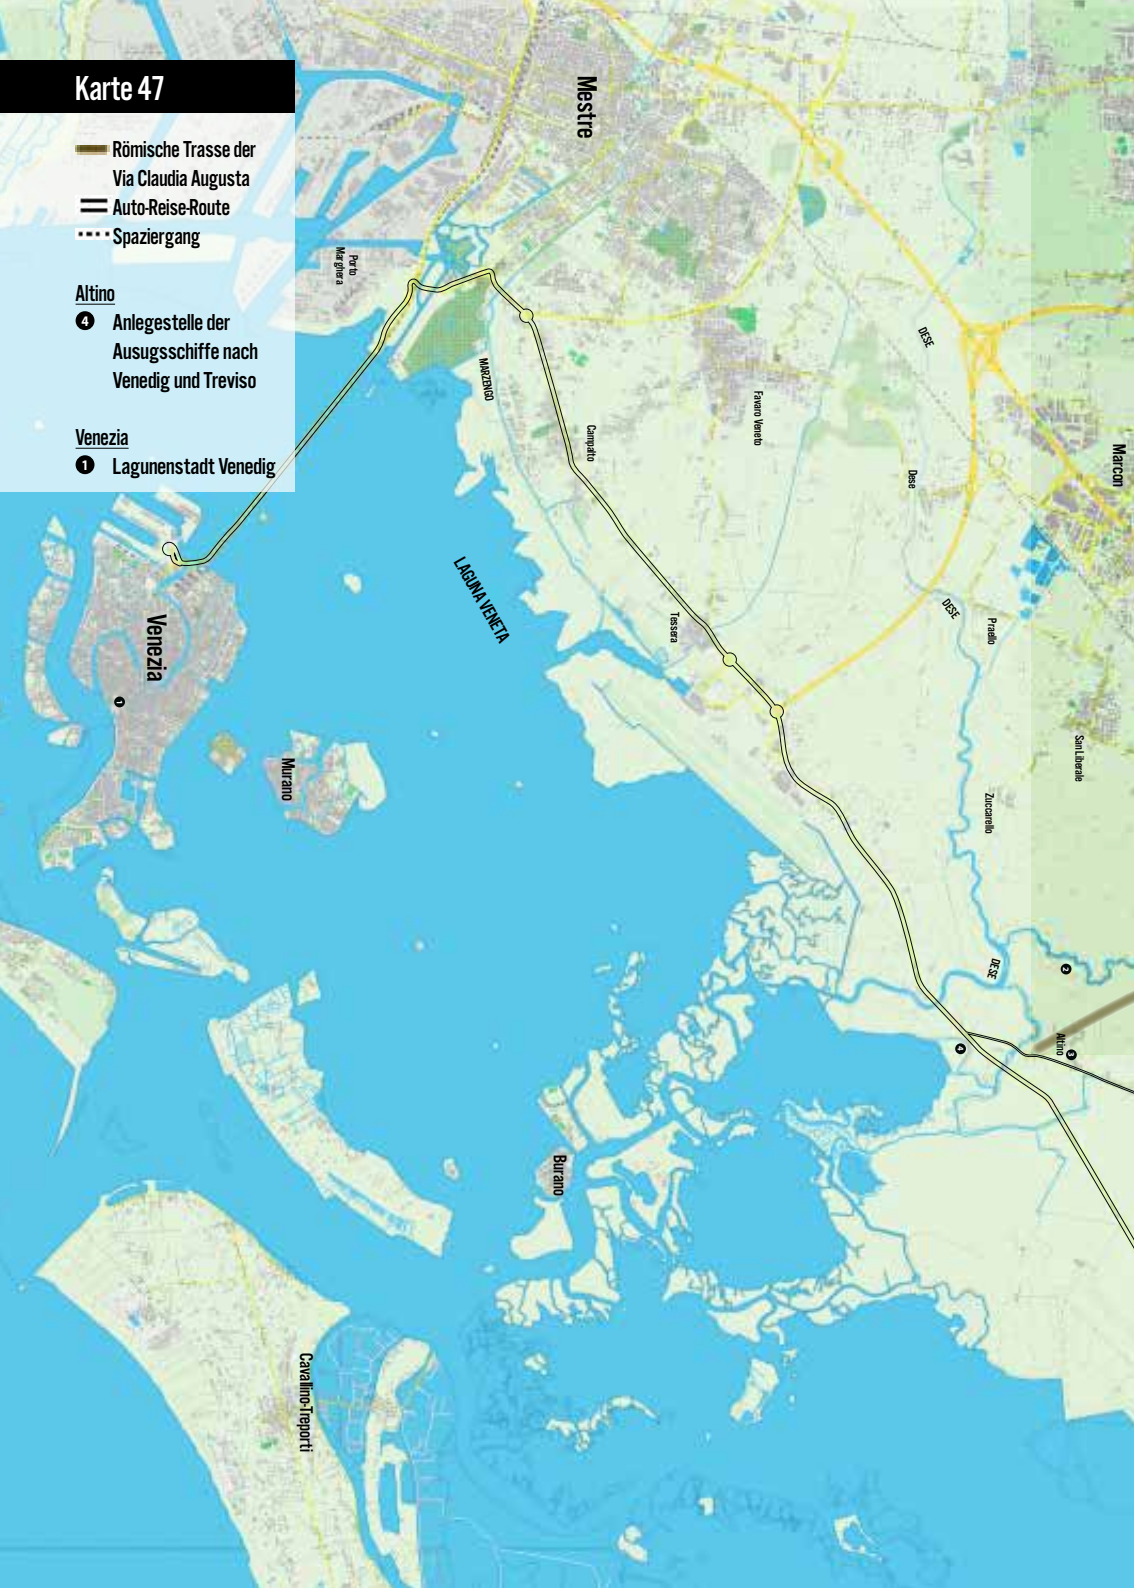 Karte 47
Römische Trasse der
Via Claudia Augusta
Auto-Reise-Route
Spaziergang
Altino
4 Anlegestelle der
Ausugsschiffe nach
Venedig und Treviso
Venezia
1 Lagunenstadt Venedig
Mestre
Porto
Marghera
MARZENGO
Campalto
Favaro Veneto
DESE
Dese
Marcon
LAGUNA VENETA
Tessera
DESE
Praello
Venezia
1
San Liberale
Murano
Zuccarello
DESE
2
Altino
3
4
Burano
Cavallino-Treporti